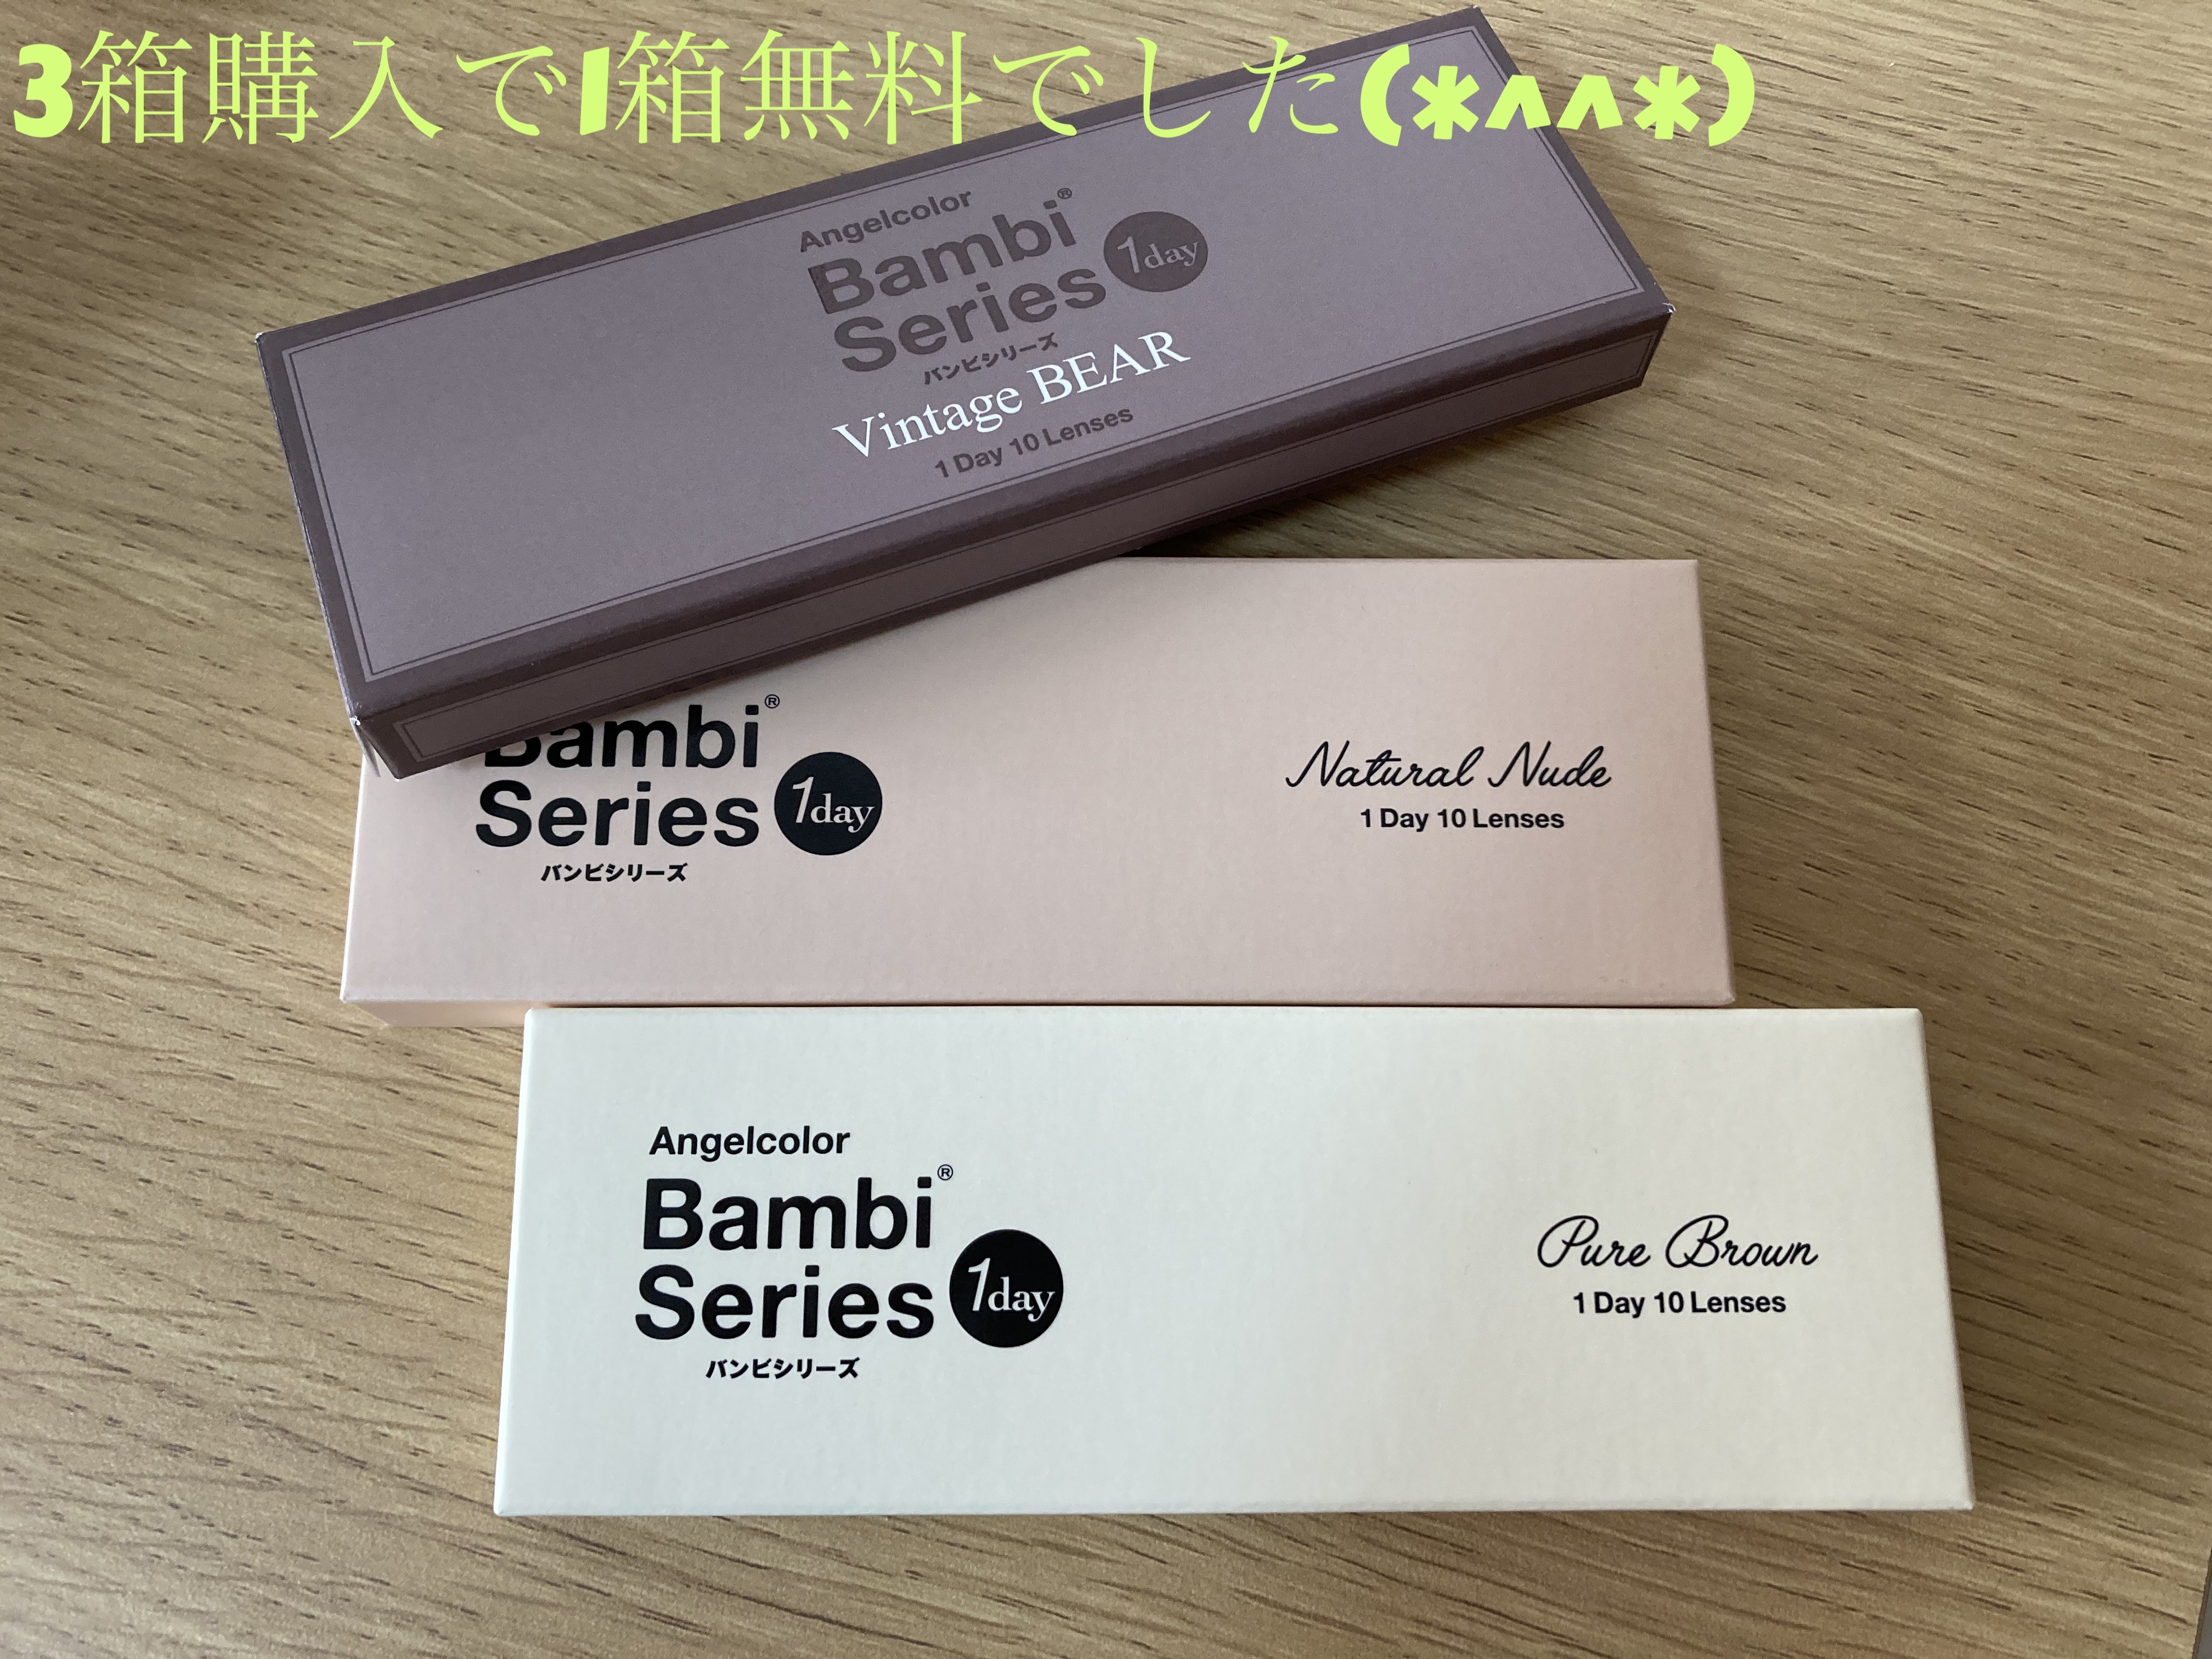 3箱購入で1箱無料でした(*^^*)
Angelcolor
Bambi®
Series 1day
バンビシリーズ
Vintage BEAR
1 Day 10 Lenses
Bambi®
Series 1day
バンビシリーズ
Natural Nude
1 Day 10 Lenses
Angelcolor
Bambi®
Series 1day
バンビシリーズ
Pure Brown
1 Day 10 Lenses